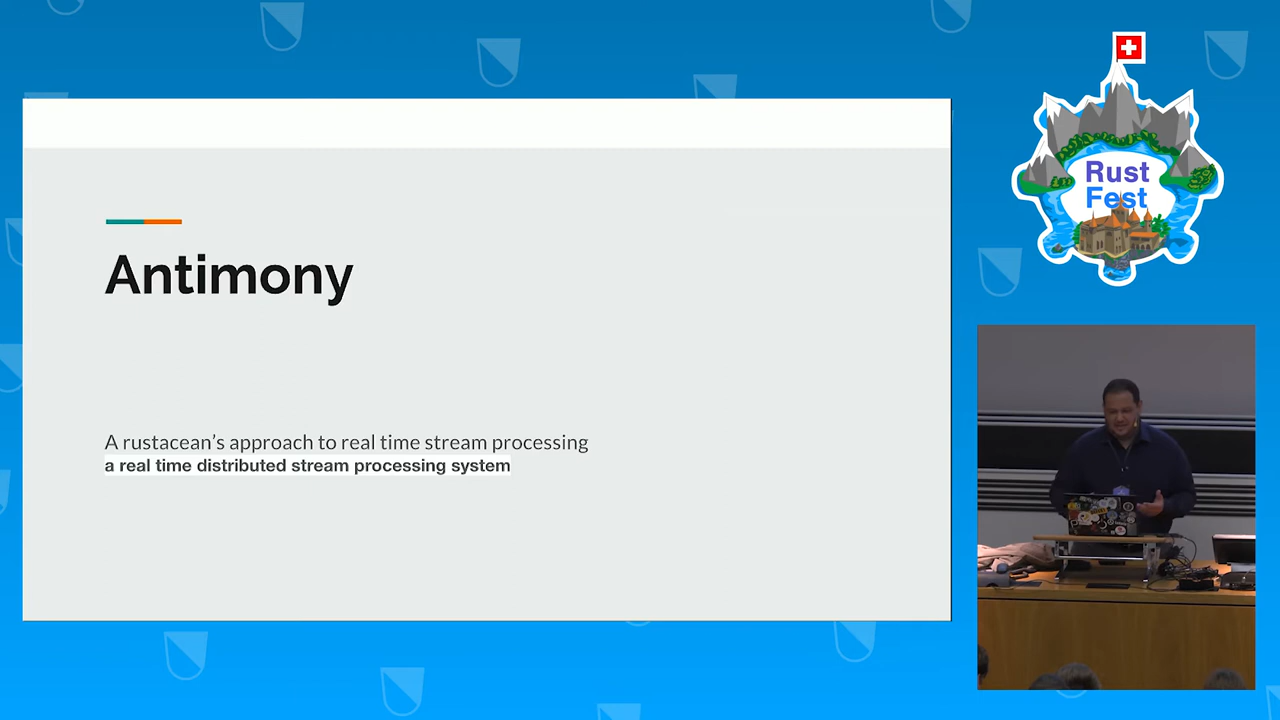 Antimony
A rustacean's approach to real time stream processing
a real time distributed stream processing system
Rust
Fest